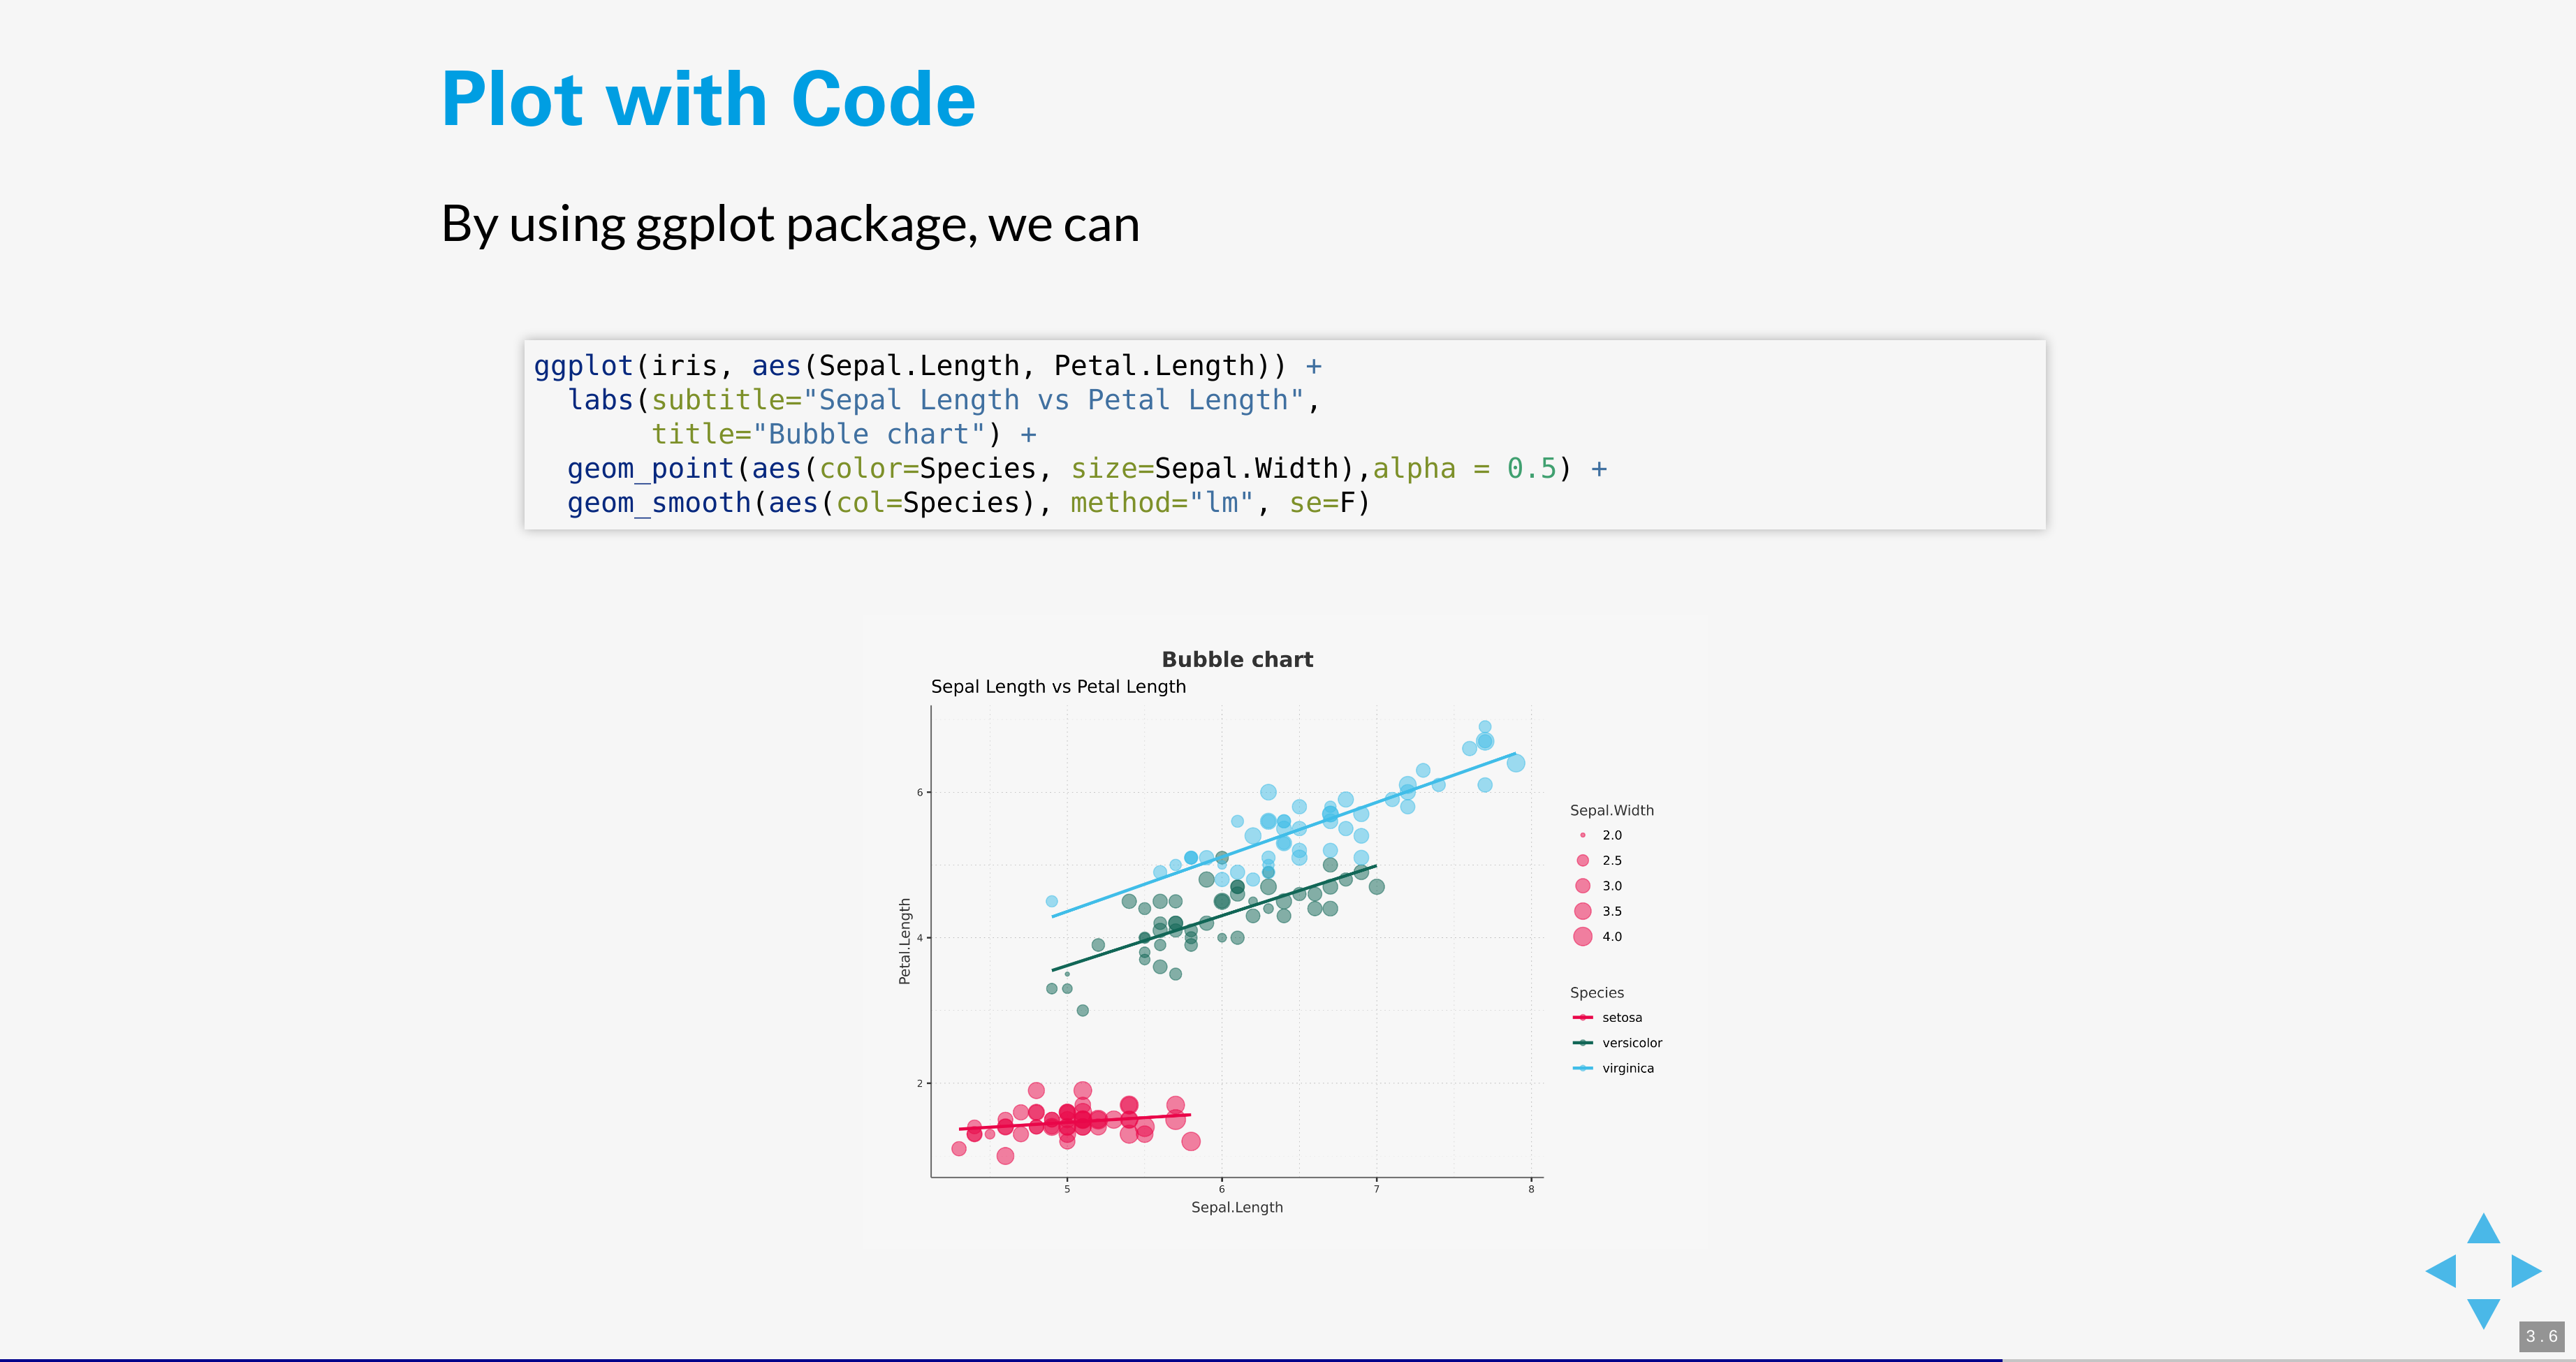 Plot with Code
By using ggplot package, we can
ggplot(iris, aes(Sepal.Length, Petal.Length)) +
  labs(subtitle="Sepal Length vs Petal Length",
       title="Bubble chart") +
  geom_point(aes(color=Species, size=Sepal.Width),alpha = 0.5) +
  geom_smooth(aes(col=Species), method="lm", se=F)
Bubble chart
Sepal Length vs Petal Length
Petal.Length
6
4
2
5 6 7 8
Sepal.Length
Sepal.Width
2.0
2.5
3.0
3.5
4.0
Species
setosa
versicolor
virginica
3 . 6